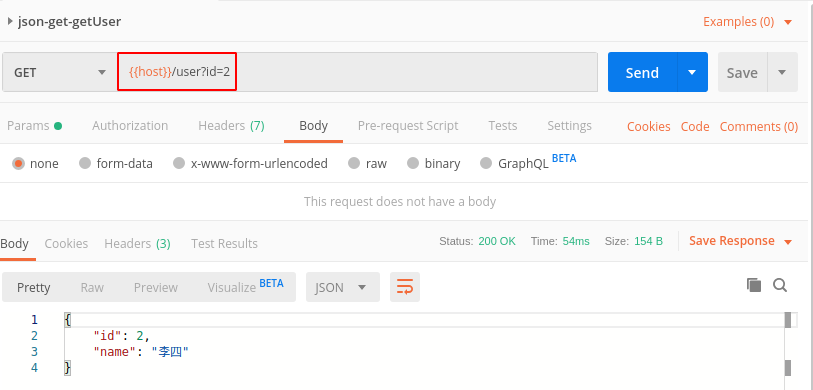 json-get-getUser Examples (0)
GET {{host}}/user?id=2 Send Save
Params Authorization Headers (7) Body Pre-request Script Tests Settings Cookies Code Comments (0)
none form-data x-www-form-urlencoded raw binary GraphQL BETA
This request does not have a body
Body Cookies Headers (3) Test Results Status: 200 OK Time: 54ms Size: 154 B Save Response
Pretty Raw Preview Visualize BETA JSON
1 {
2 "id": 2,
3 "name": "李四"
4 }